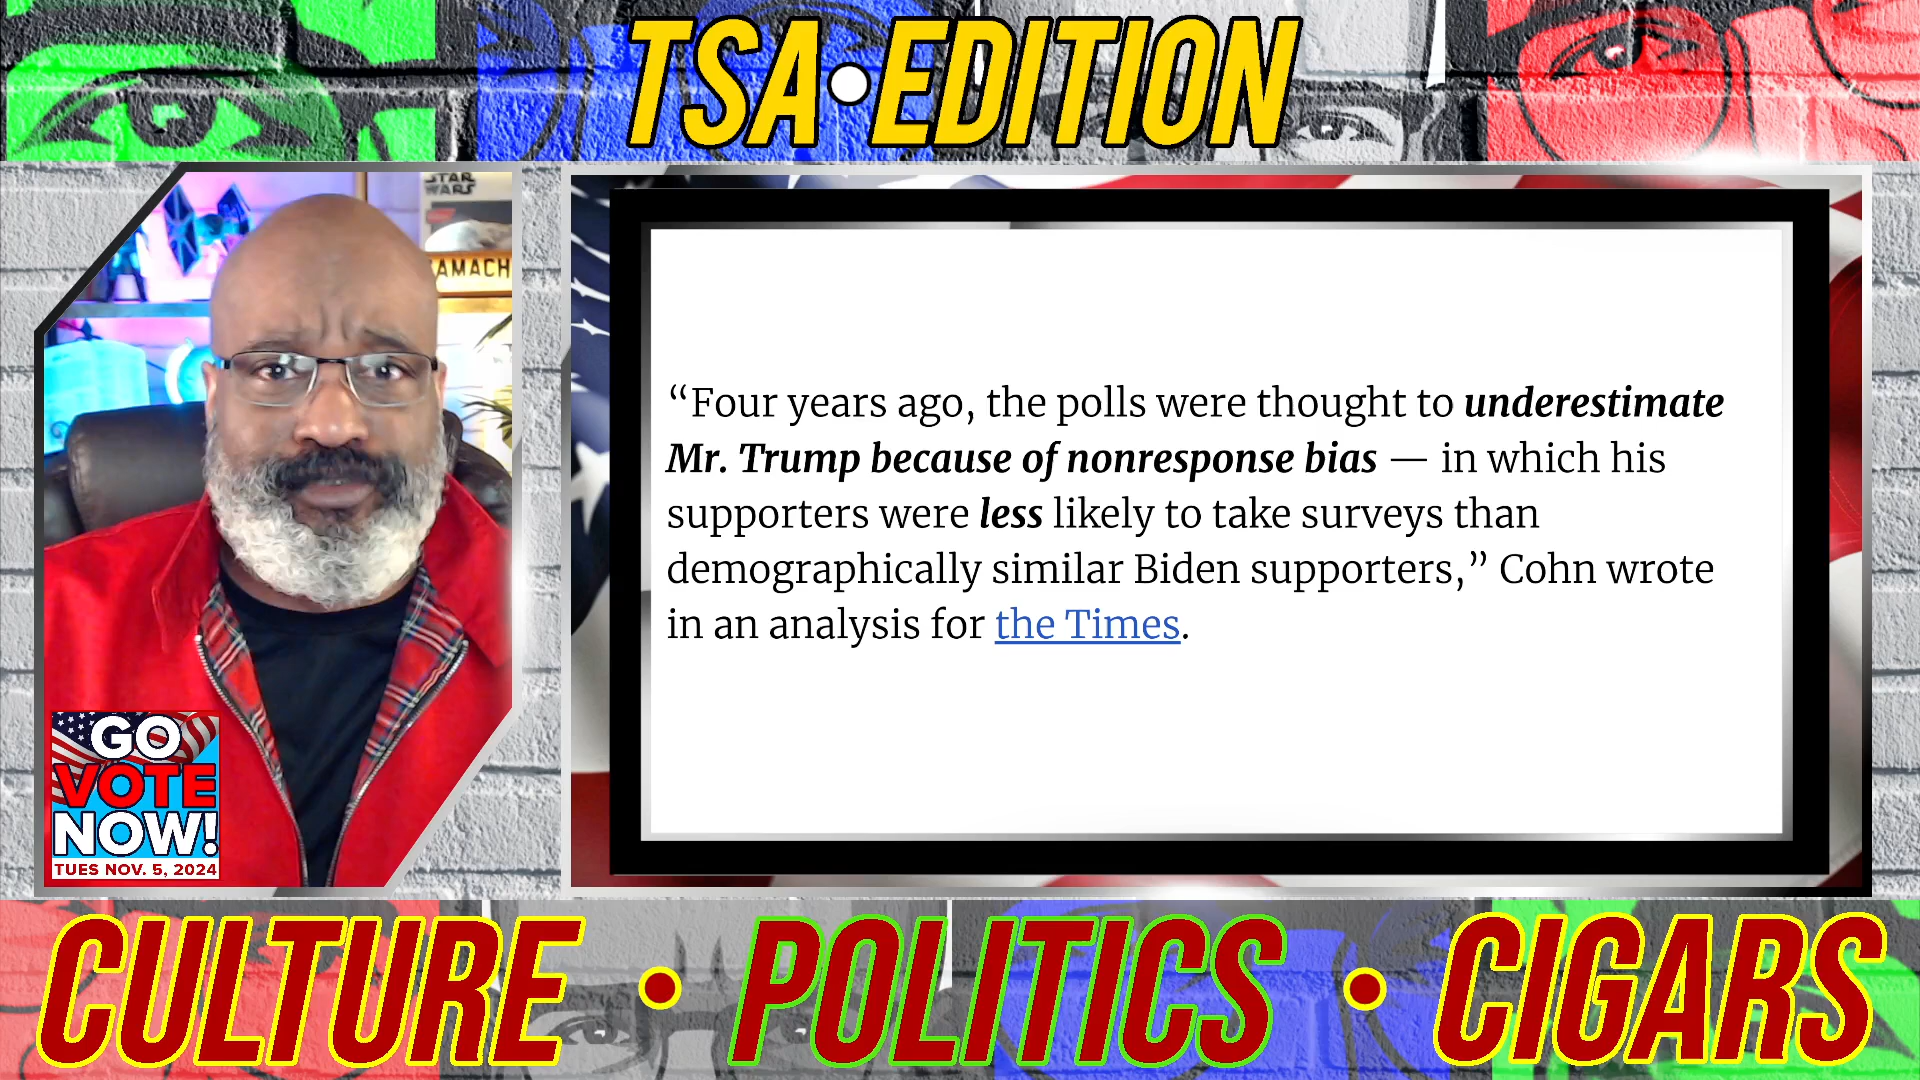 TSA•EDITION
STAR
WARS
AMACH
“Four years ago, the polls were thought to underestimate
Mr. Trump because of nonresponse bias — in which his
supporters were less likely to take surveys than
demographically similar Biden supporters,” Cohn wrote
in an analysis for the Times.
GO
VOTE
NOW!
TUES NOV. 5, 2024
CULTURE • POLITICS • CIGARS